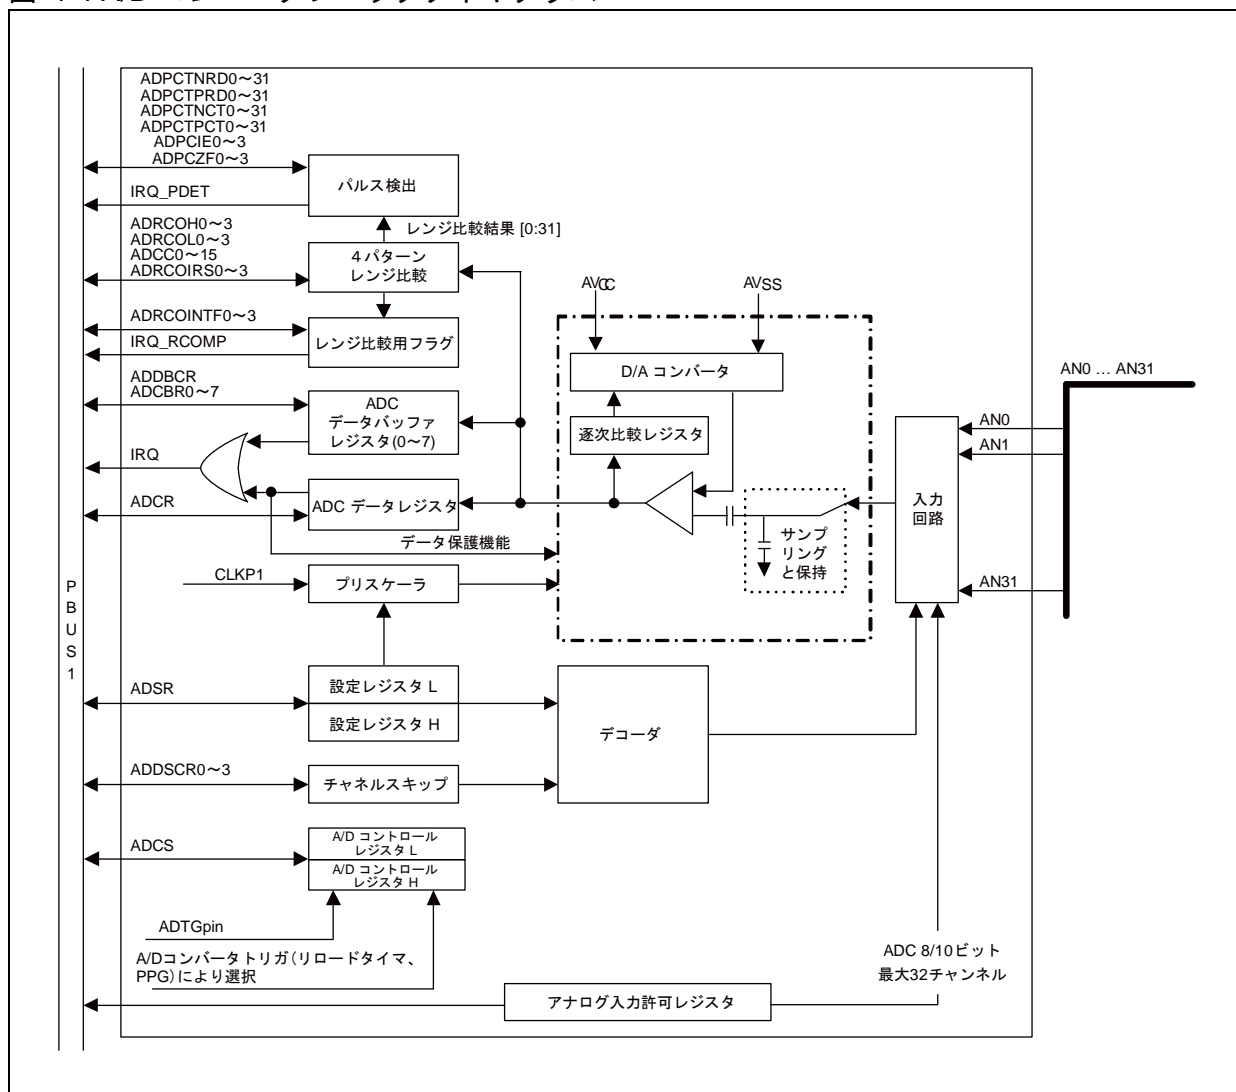 ADPCTNRD0～31
ADPCTPRD0～31
ADPCTNCT0～31
ADPCTPCT0～31
ADPCIE0～3
ADPCZF0～3
パルス検出
IRQ_PDET
レンジ比較結果 [0:31]
ADRCOH0～3
ADRCOL0～3
ADCC0～15
ADRCOIRS0～3
4パターン
レンジ比較
ADRCOINTF0～3
IRQ_RCOMP
レンジ比較用フラグ
ADDBCR
ADCBR0～7
ADC
データバッファ
レジスタ(0～7)
IRQ
ADCR
ADC データレジスタ
データ保護機能
CLKP1
プリスケーラ
AVCC
AVSS
D/A コンバータ
逐次比較レジスタ
サンプ
リング
と保持
入力
回路
AN0 … AN31
AN0
AN1
AN31
P
B
U
S
1
ADSR
設定レジスタ L
設定レジスタ H
デコーダ
ADDSCR0～3
チャネルスキップ
ADCS
A/D コントロール
レジスタ L
A/D コントロール
レジスタ H
ADTGpin
A/Dコンバータトリガ(リロードタイマ、
PPG)により選択
ADC 8/10ビット
最大32チャンネル
アナログ入力許可レジスタ